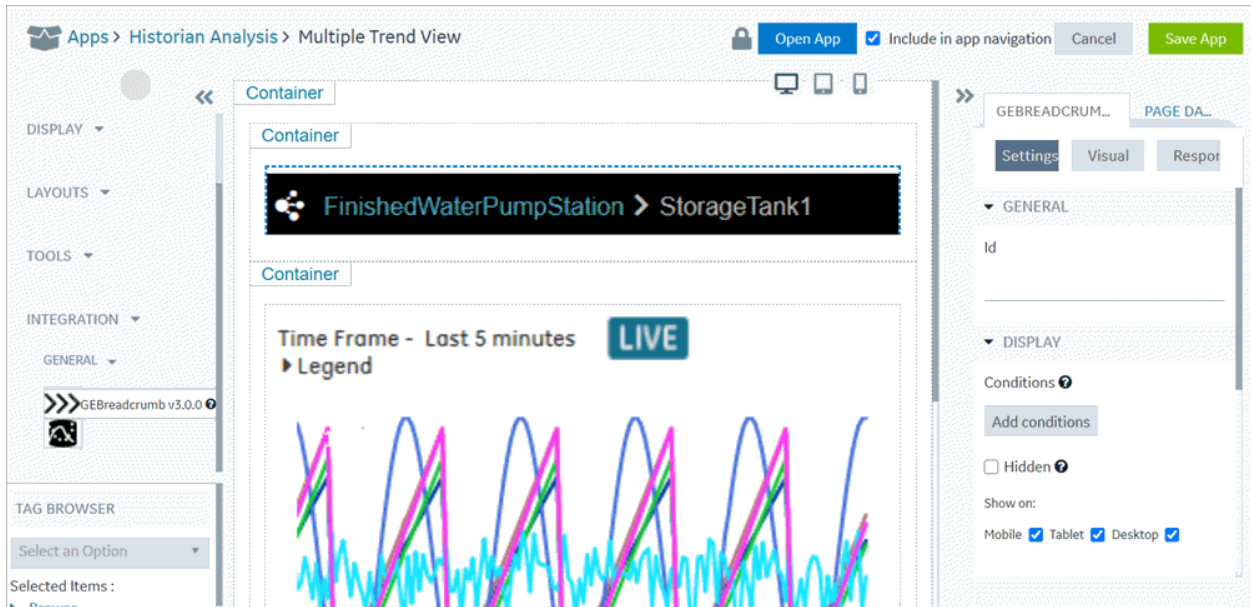 Apps > Historian Analysis > Multiple Trend View
Open App
Include in app navigation
Cancel
Save App
DISPLAY
LAYOUTS
TOOLS
INTEGRATION
GENERAL
GEBreadcrumb v3.0.0
TAG BROWSER
Select an Option
Selected Items :
Browse
Container
Container
FinishedWaterPumpStation > StorageTank1
Container
Time Frame - Last 5 minutes LIVE
Legend
GEBREADCRUM...
PAGE DA...
Settings
Visual
Respor
GENERAL
Id
DISPLAY
Conditions ?
Add conditions
Hidden ?
Show on:
Mobile Tablet Desktop